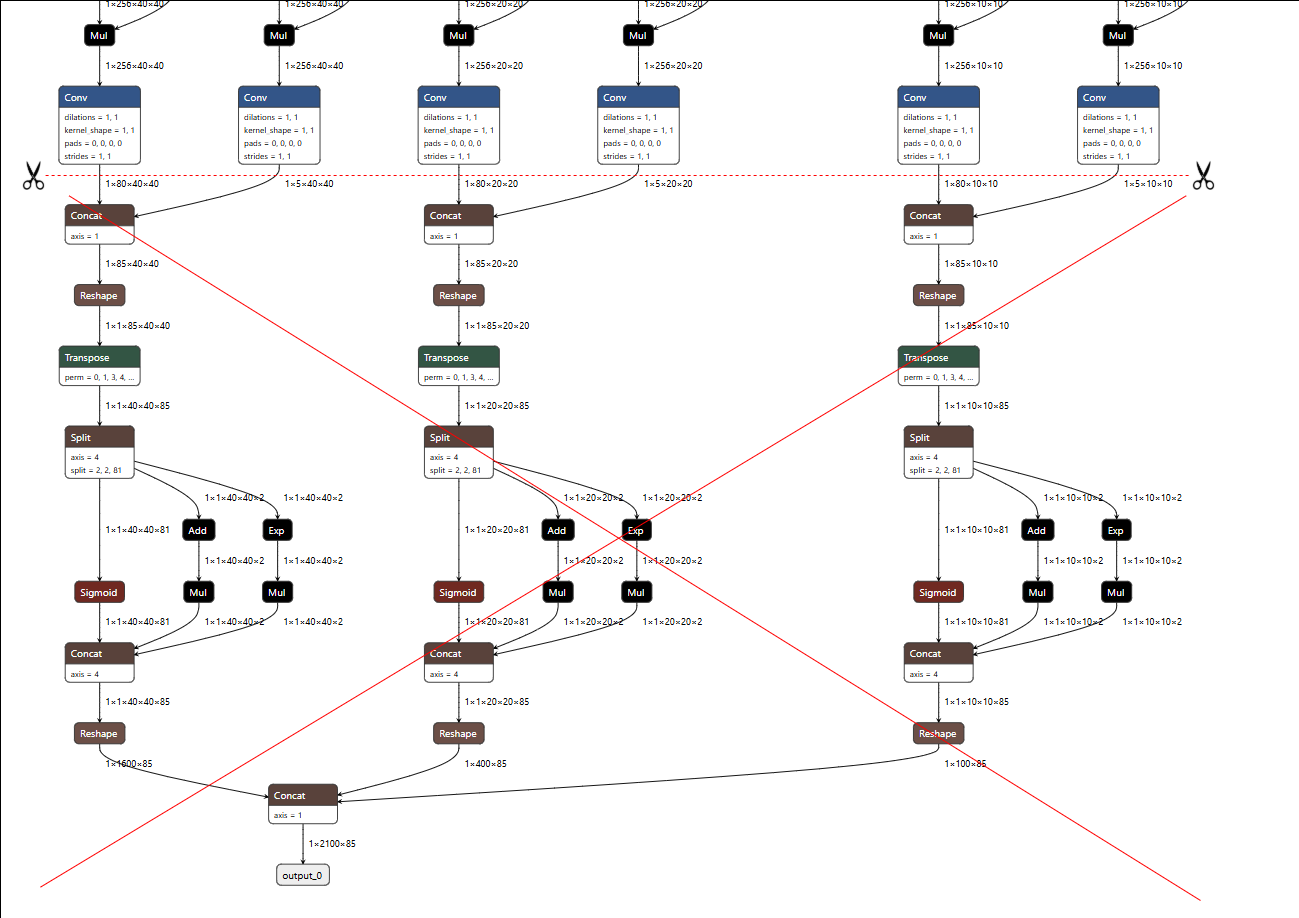 1×256×40×40 1×256×40×40 1×256×20×20 1×256×20×20 1×256×10×10 1×256×10×10
Mul Mul Mul Mul Mul Mul
1×256×40×40 1×256×40×40 1×256×20×20 1×256×20×20 1×256×10×10 1×256×10×10
Conv Conv Conv Conv Conv Conv
dilations = 1, 1 dilations = 1, 1 dilations = 1, 1 dilations = 1, 1 dilations = 1, 1 dilations = 1, 1
kernel_shape = 1, 1 kernel_shape = 1, 1 kernel_shape = 1, 1 kernel_shape = 1, 1 kernel_shape = 1, 1 kernel_shape = 1, 1
pads = 0, 0, 0, 0 pads = 0, 0, 0, 0 pads = 0, 0, 0, 0 pads = 0, 0, 0, 0 pads = 0, 0, 0, 0 pads = 0, 0, 0, 0
strides = 1, 1 strides = 1, 1 strides = 1, 1 strides = 1, 1 strides = 1, 1 strides = 1, 1
1×80×40×40 1×5×40×40 1×80×20×20 1×5×20×20 1×80×10×10 1×5×10×10
Concat Concat Concat
axis = 1 axis = 1 axis = 1
1×85×40×40 1×85×20×20 1×85×10×10
Reshape Reshape Reshape
1×1×85×40×40 1×1×85×20×20 1×1×85×10×10
Transpose Transpose Transpose
perm = 0, 1, 3, 4, ... perm = 0, 1, 3, 4, ... perm = 0, 1, 3, 4, ...
1×1×40×40×85 1×1×20×20×85 1×1×10×10×85
Split Split Split
axis = 4 axis = 4 axis = 4
split = 2, 2, 81 split = 2, 2, 81 split = 2, 2, 81
1×1×40×40×2 1×1×40×40×2 1×1×20×20×2 1×1×20×20×2 1×1×10×10×2 1×1×10×10×2
1×1×40×40×81 Add Exp 1×1×20×20×81 Add Exp 1×1×10×10×81 Add Exp
1×1×40×40×2 1×1×40×40×2 1×1×20×20×2 1×1×20×20×2 1×1×10×10×2 1×1×10×10×2
Sigmoid Mul Mul Sigmoid Mul Mul Sigmoid Mul Mul
1×1×40×40×81 1×1×40×40×2 1×1×40×40×2 1×1×20×20×81 1×1×20×20×2 1×1×20×20×2 1×1×10×10×81 1×1×10×10×2 1×1×10×10×2
Concat Concat Concat
axis = 4 axis = 4 axis = 4
1×1×40×40×85 1×1×20×20×85 1×1×10×10×85
Reshape Reshape Reshape
1×1600×85 1×400×85 1×100×85
Concat
axis = 1
1×2100×85
output_0